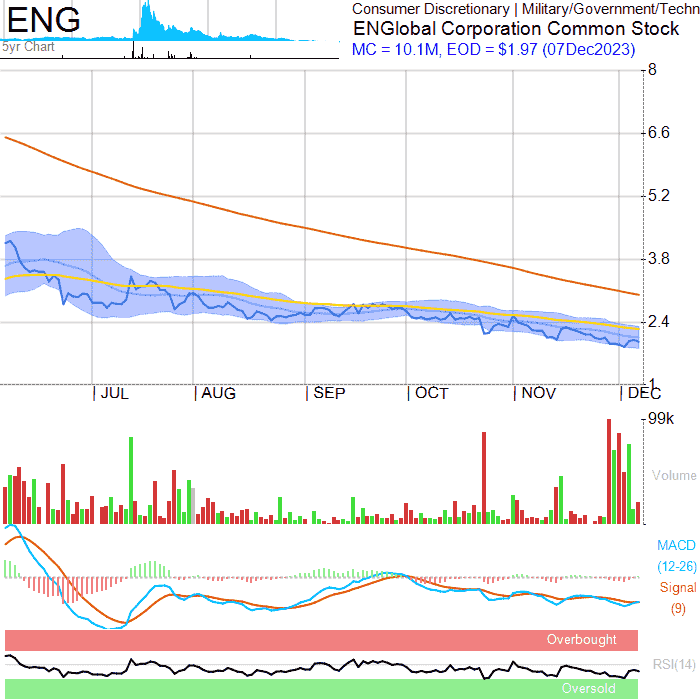 ENG
5yr Chart
Consumer Discretionary | Military/Government/Techn
ENGlobal Corporation Common Stock
MC = 10.1M, EOD = $1.97 (07Dec2023)
8
6.6
5.2
3.8
2.4
1
| JUL | AUG | SEP | OCT | NOV | DEC
99k
Volume
MACD
(12-26)
Signal
(9)
Overbought
RSI(14)
Oversold